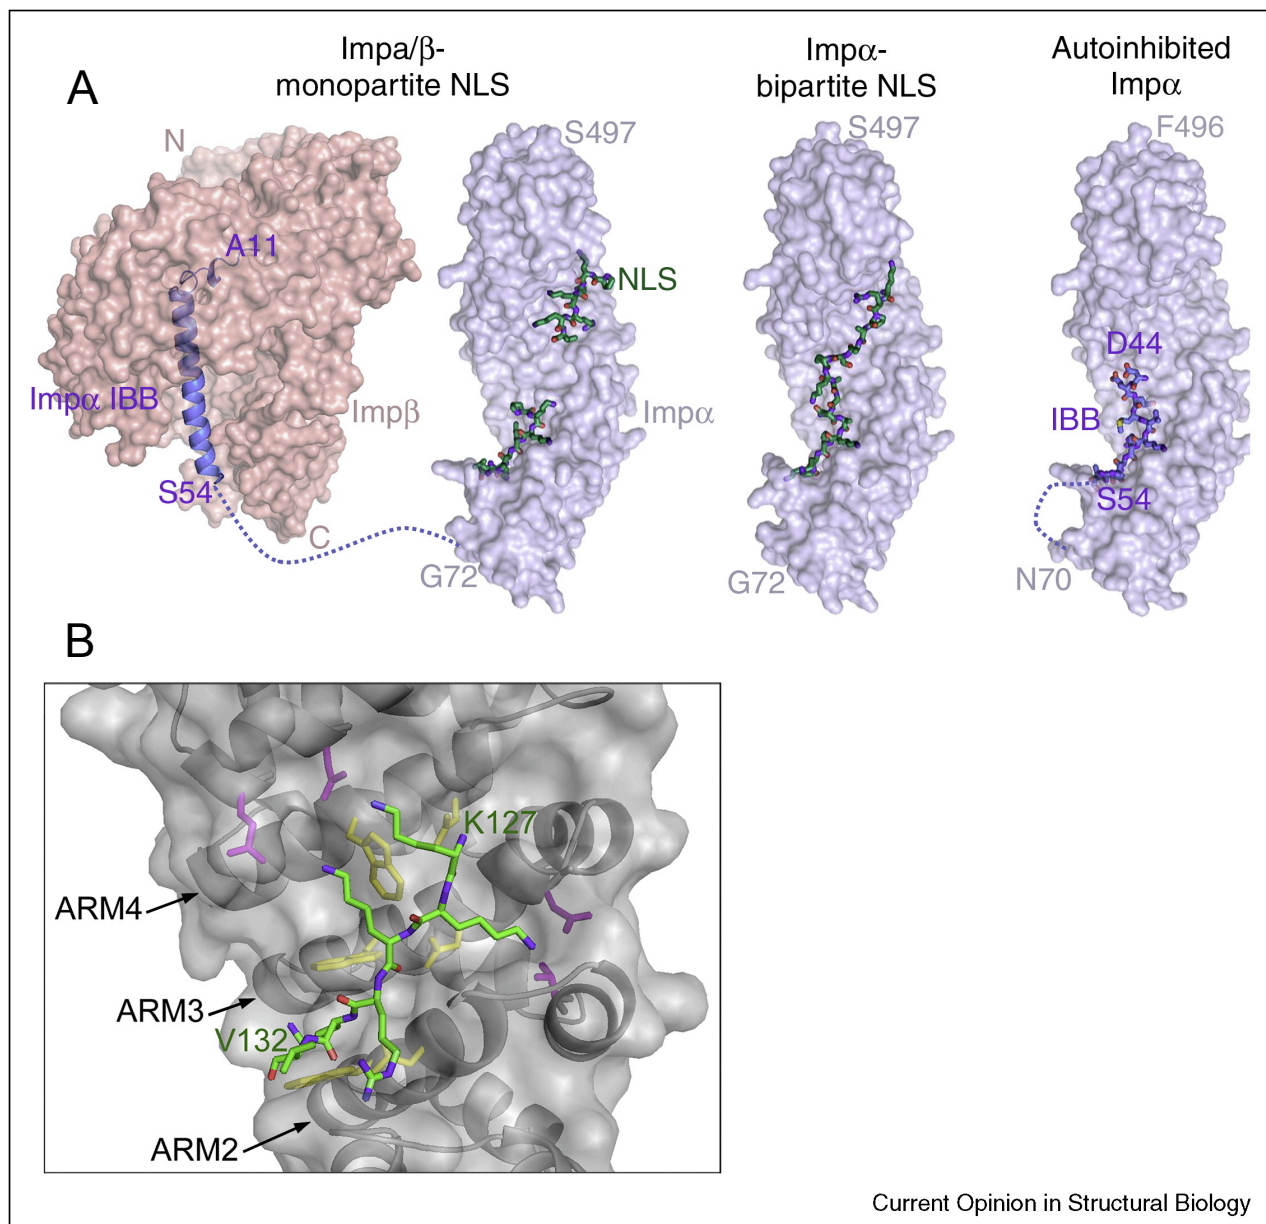 A
Impa/β-
monopartite NLS
Impα-
bipartite NLS
Autoinhibited
Impα
N
S497
S497
F496
A11
NLS
D44
Impα IBB
Impβ
Impα
IBB
S54
S54
C
G72
G72
N70
B
K127
ARM4
ARM3
V132
ARM2
Current Opinion in Structural Biology